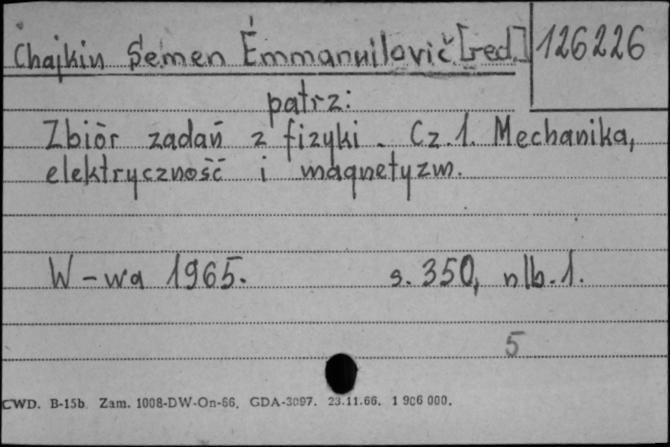 Chajkin Semen Emmanuilovič [red.] 126226
patrz:
Zbiór zadań z fizyki. Cz. 1. Mechanika,
elektryczność i magnetyzm.
W-wa 1965. s. 350, nlb. 1.
5
CWD. B-15b Zam. 1008-DW-On-66, GDA-3097. 23.11.66. 1 906 000.